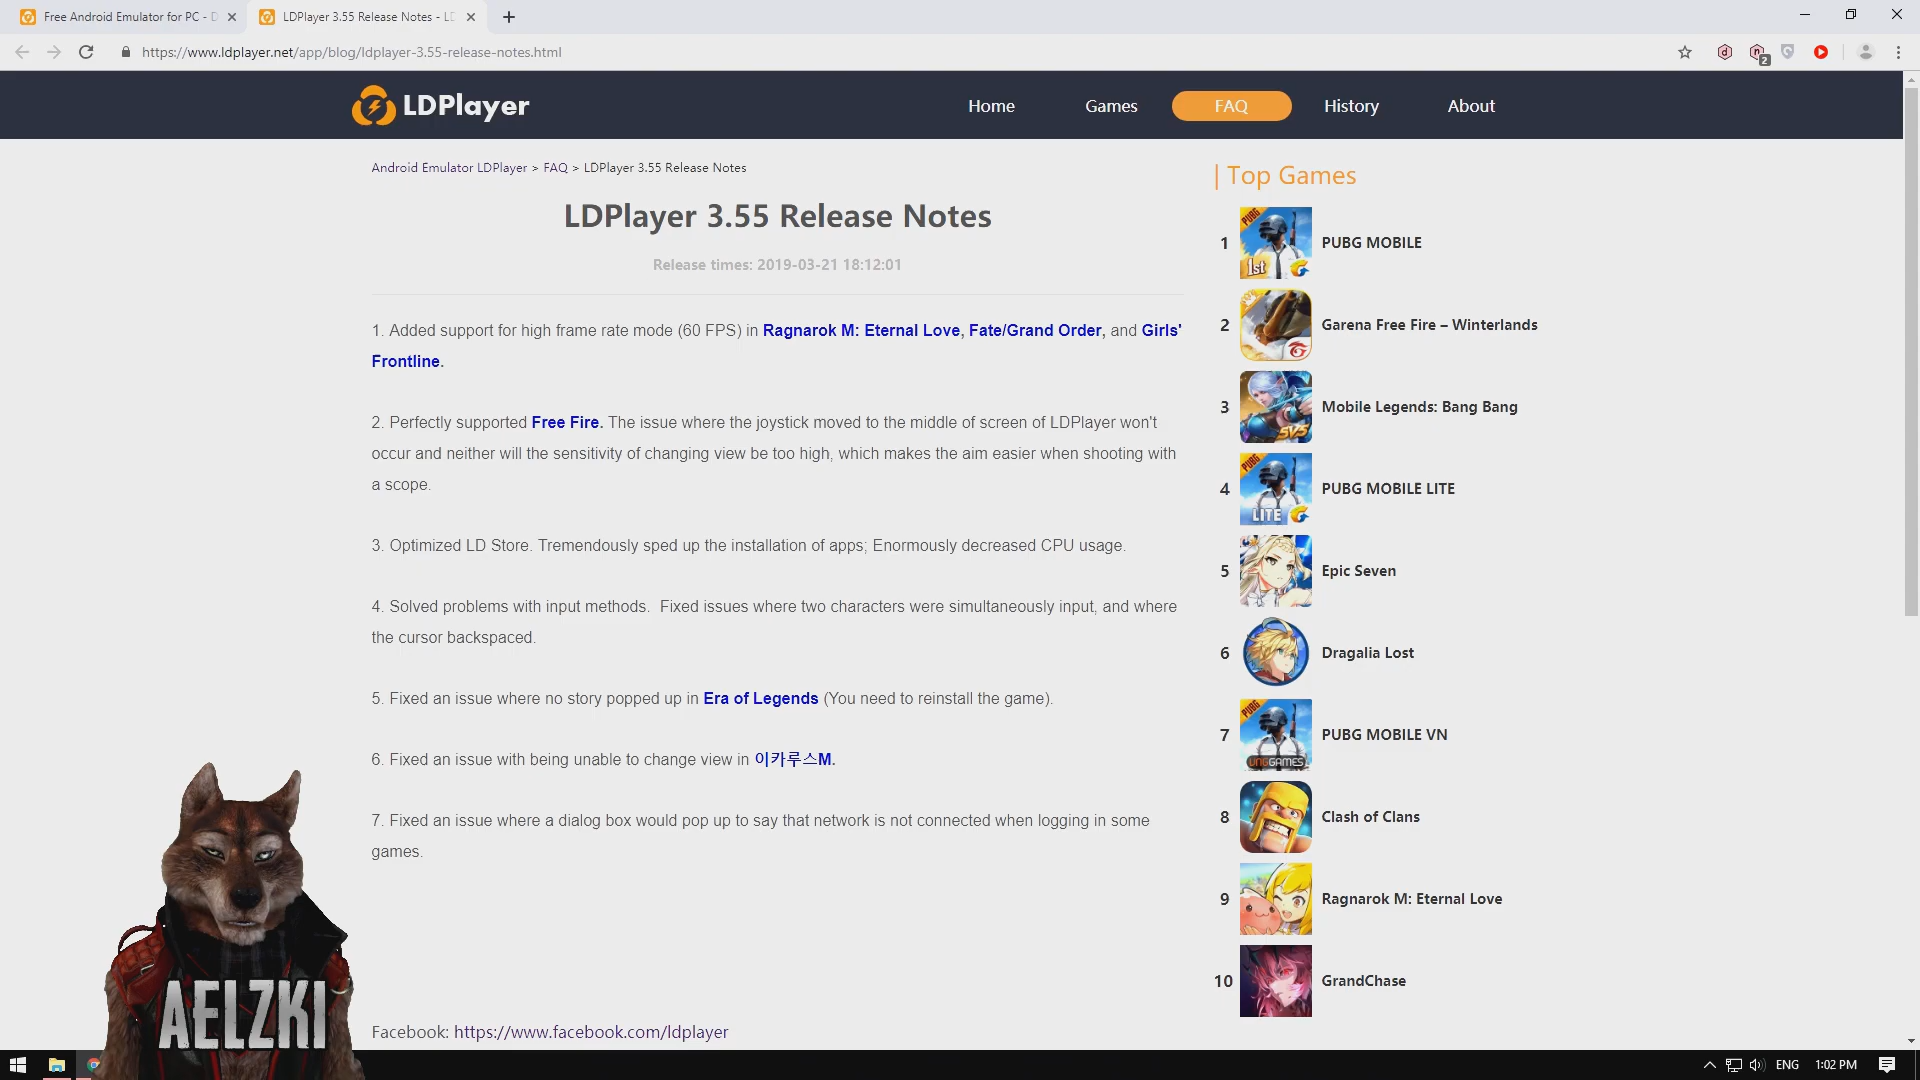 Free Android Emulator for PC - D
LDPlayer 3.55 Release Notes - LD
https://www.ldplayer.net/app/blog/ldplayer-3.55-release-notes.html
2
LDPlayer
Home
Games
FAQ
History
About
Android Emulator LDPlayer > FAQ > LDPlayer 3.55 Release Notes
LDPlayer 3.55 Release Notes
Release times: 2019-03-21 18:12:01
1. Added support for high frame rate mode (60 FPS) in Ragnarok M: Eternal Love, Fate/Grand Order, and Girls'
Frontline.
2. Perfectly supported Free Fire. The issue where the joystick moved to the middle of screen of LDPlayer won't
occur and neither will the sensitivity of changing view be too high, which makes the aim easier when shooting with
a scope.
3. Optimized LD Store. Tremendously sped up the installation of apps; Enormously decreased CPU usage.
4. Solved problems with input methods.  Fixed issues where two characters were simultaneously input, and where
the cursor backspaced.
5. Fixed an issue where no story popped up in Era of Legends (You need to reinstall the game).
6. Fixed an issue with being unable to change view in 이카루스M.
7. Fixed an issue where a dialog box would pop up to say that network is not connected when logging in some
games.
Facebook: https://www.facebook.com/ldplayer
| Top Games
1 PUBG 1st PUBG MOBILE
2 Garena Free Fire – Winterlands
3 5V5 Mobile Legends: Bang Bang
4 PUBG LITE PUBG MOBILE LITE
5 Epic Seven
6 Dragalia Lost
7 PUBG VNGGAMES PUBG MOBILE VN
8 Clash of Clans
9 Ragnarok M: Eternal Love
10 GrandChase
AELZKI
ENG
1:02 PM